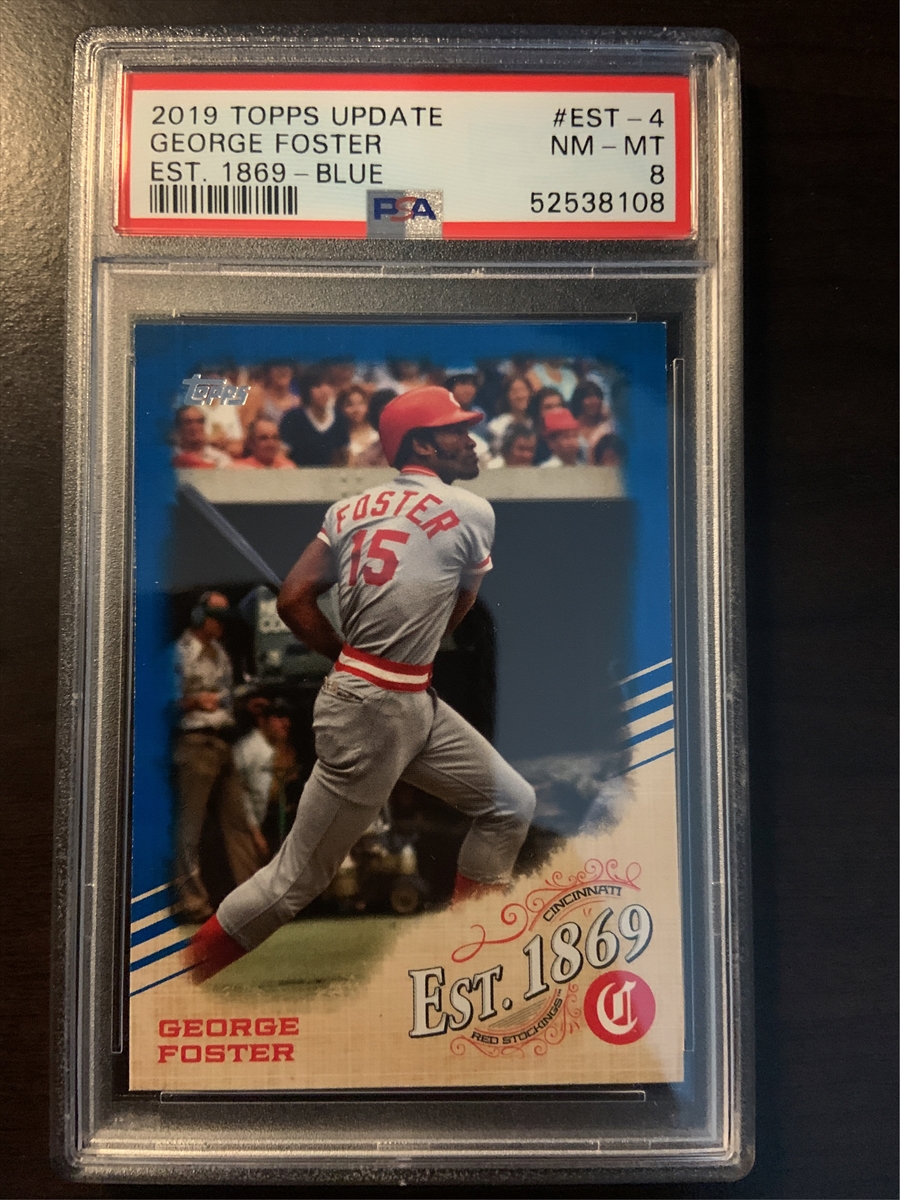 2019 TOPPS UPDATE #EST-4
GEORGE FOSTER NM-MT
EST. 1869-BLUE 8
PSA 52538108
Topps
FOSTER
15
CINCINNATI
EST. 1869
RED STOCKINGS™
C
GEORGE
FOSTER